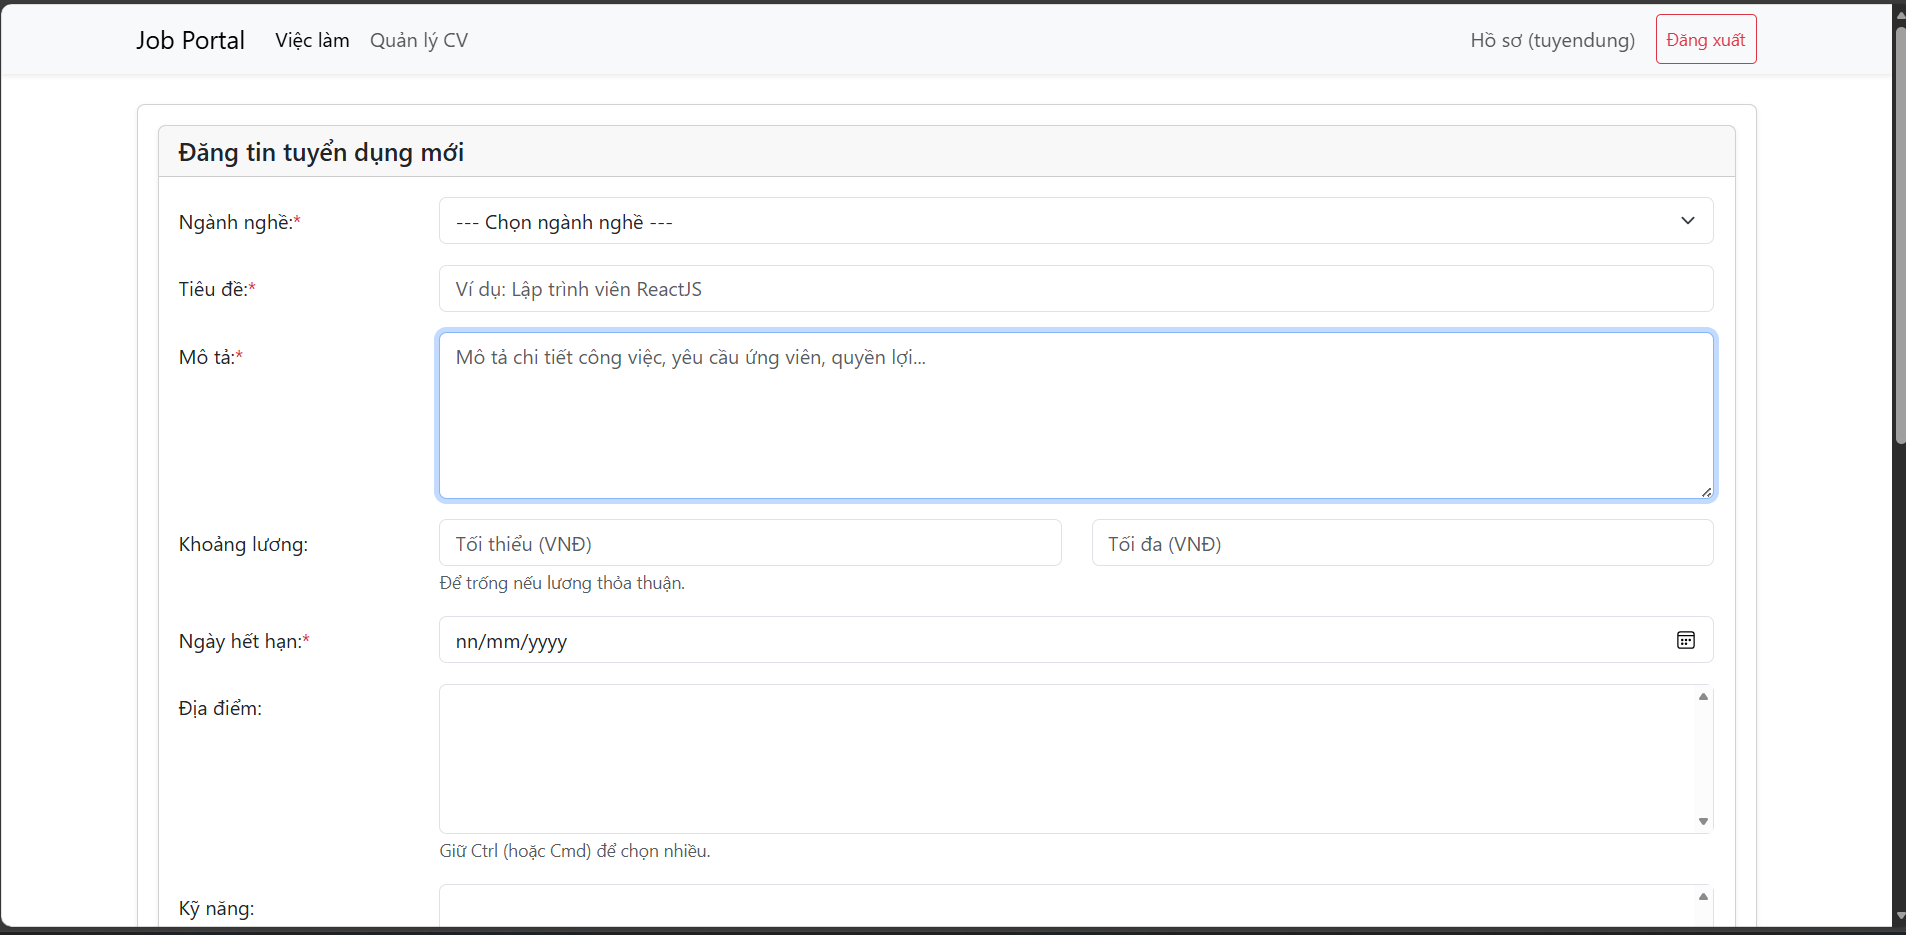 Job Portal Việc làm Quản lý CV Hồ sơ (tuyendung) Đăng xuất
Đăng tin tuyển dụng mới
Ngành nghề:* --- Chọn ngành nghề ---
Tiêu đề:* Ví dụ: Lập trình viên ReactJS
Mô tả:* Mô tả chi tiết công việc, yêu cầu ứng viên, quyền lợi...
Khoảng lương: Tối thiểu (VNĐ) Tối đa (VNĐ)
Để trống nếu lương thỏa thuận.
Ngày hết hạn:* nn/mm/yyyy
Địa điểm:
Giữ Ctrl (hoặc Cmd) để chọn nhiều.
Kỹ năng: